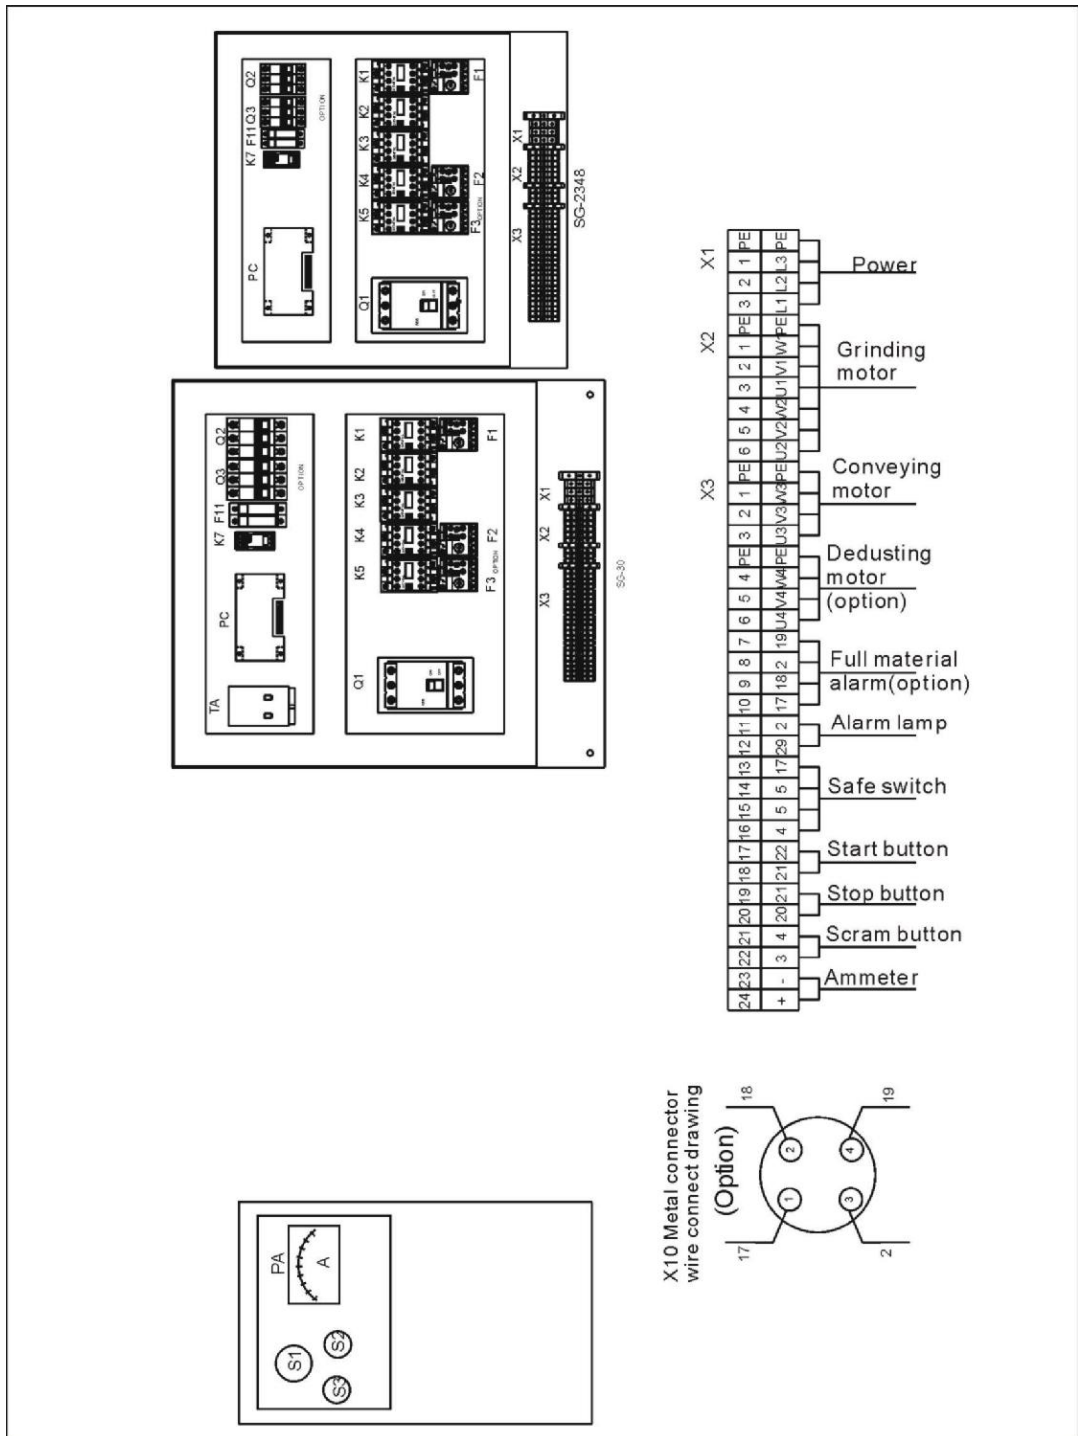 Q2
Q3
F11
K7
OPTION
PC
K1
K2
K3
K4
K5
F1
F2
F3 OPTION
Q1
X1
X2
X3
SG-2348
Q2
Q3
F11
K7
OPTION
PC
TA
K1
K2
K3
K4
K5
F1
F2
F3 OPTION
Q1
X1
X2
X3
SG-30
X1
PE PE
1 L3
2 L2
3 L1
Power
X2
PE PE
1 W1
2 V1
3 U1
4 W2
5 V2
6 U2
Grinding
motor
X3
PE PE
1 W3
2 V3
3 U3
Conveying
motor
PE PE
4 W4
5 V4
6 U4
Dedusting
motor
(option)
7 19
8 2
9 18
10 17
Full material
alarm(option)
11 2
12 29
Alarm lamp
13 17
14 5
15 5
16 4
Safe switch
17 22
18 21
Start button
19 21
20 20
Stop button
21 4
22 3
Scram button
23 -
24 +
Ammeter
X10 Metal connector
wire connect drawing
(Option)
18
19
2
4
1
3
17
2
PA
A
S1
S2
S3